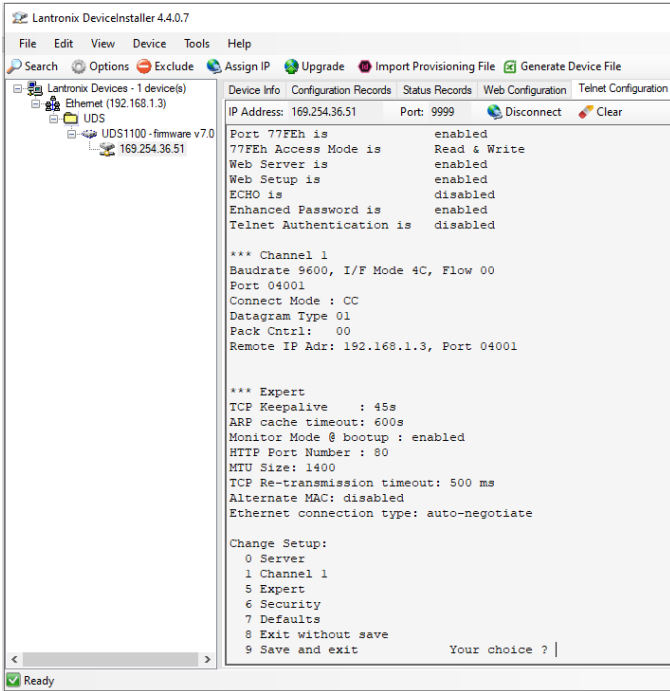 Lantronix DeviceInstaller 4.4.0.7
File Edit View Device Tools Help
Search Options Exclude Assign IP Upgrade Import Provisioning File Generate Device File
Lantronix Devices - 1 device(s)
Ethernet (192.168.1.3)
UDS
UDS1100 - firmware v7.0
169.254.36.51
Device Info Configuration Records Status Records Web Configuration Telnet Configuration
IP Address: 169.254.36.51 Port: 9999 Disconnect Clear
Port 77FEh is enabled
77FEh Access Mode is Read & Write
Web Server is enabled
Web Setup is enabled
ECHO is disabled
Enhanced Password is enabled
Telnet Authentication is disabled
*** Channel 1
Baudrate 9600, I/F Mode 4C, Flow 00
Port 04001
Connect Mode : CC
Datagram Type 01
Pack Cntrl: 00
Remote IP Adr: 192.168.1.3, Port 04001
*** Expert
TCP Keepalive : 45s
ARP cache timeout: 600s
Monitor Mode @ bootup : enabled
HTTP Port Number : 80
MTU Size: 1400
TCP Re-transmission timeout: 500 ms
Alternate MAC: disabled
Ethernet connection type: auto-negotiate
Change Setup:
0 Server
1 Channel 1
5 Expert
6 Security
7 Defaults
8 Exit without save
9 Save and exit Your choice ?
Ready